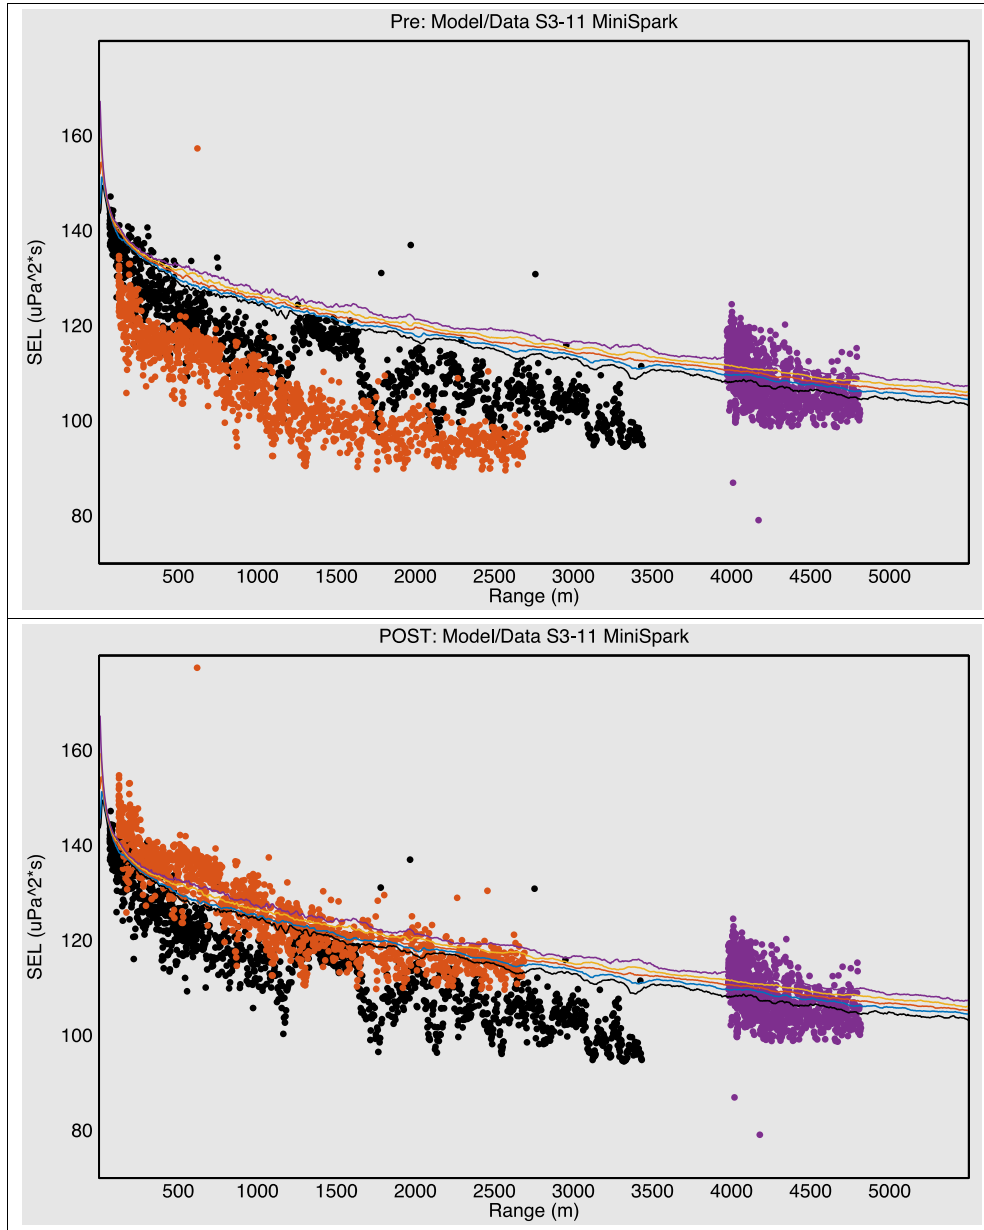 Pre: Model/Data S3-11 MiniSpark
160
140
120
100
80
SEL (uPa^2*s)
500 1000 1500 2000 2500 3000 3500 4000 4500 5000
Range (m)
POST: Model/Data S3-11 MiniSpark
160
140
120
100
80
SEL (uPa^2*s)
500 1000 1500 2000 2500 3000 3500 4000 4500 5000
Range (m)